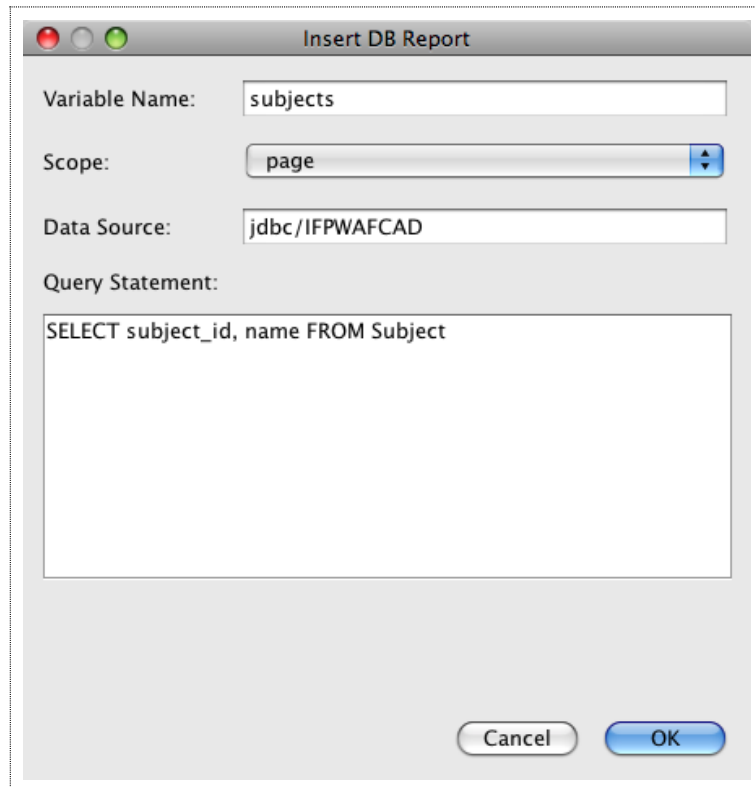 Insert DB Report
Variable Name: subjects
Scope: page
Data Source: jdbc/IFPWAFCAD
Query Statement:
SELECT subject_id, name FROM Subject
Cancel OK